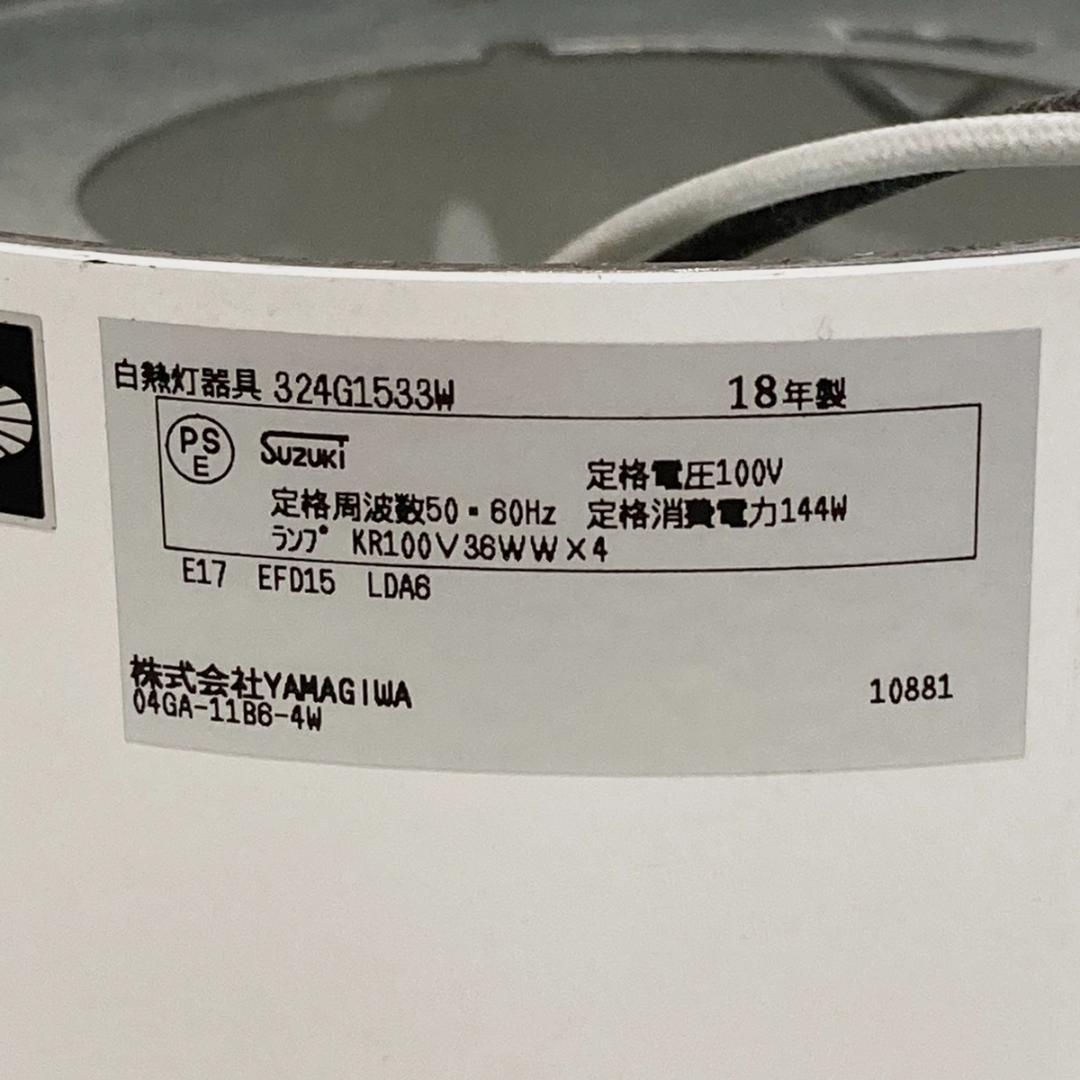 白熱灯器具 324G1533W 18年製
PS
E
SUZUKI
定格電圧100V
定格周波数50・60Hz 定格消費電力144W
ﾗﾝﾌﾟ KR100V36WW×4
E17 EFD15 LDA6
株式会社YAMAGIWA
04GA-11B6-4W
10881